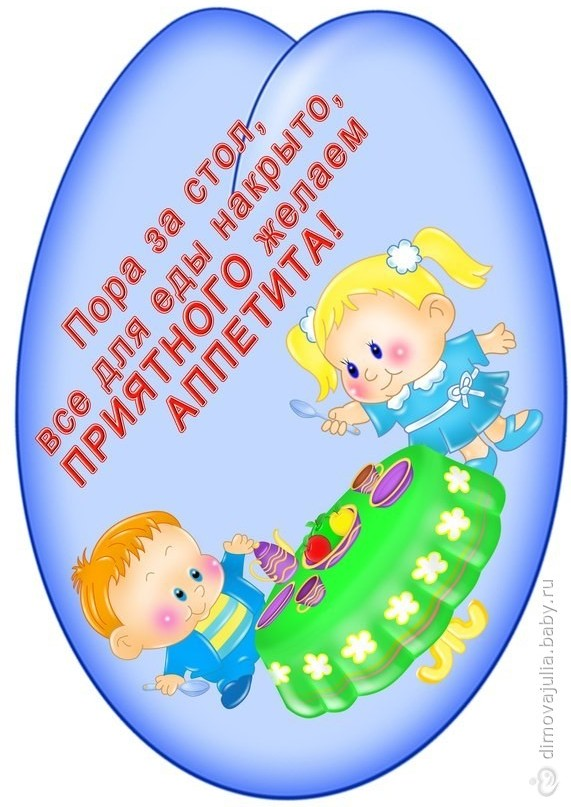 Пора за стол,
все для еды накрыто,
ПРИЯТНОГО желаем
АППЕТИТА!
dimovajulia.baby.ru